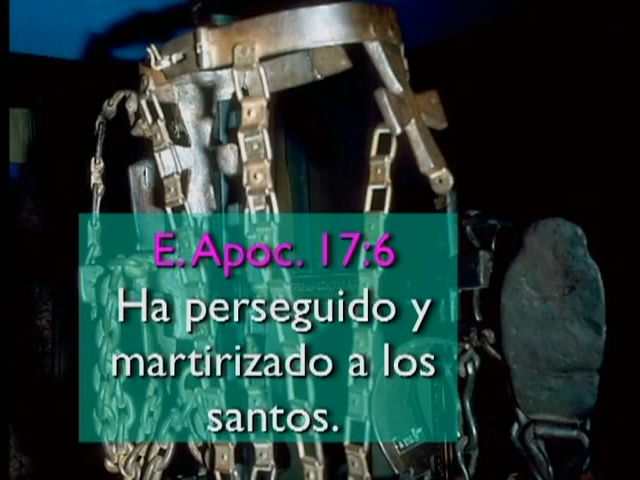 E. Apoc. 17:6
Ha perseguido y
martirizado a los
santos.